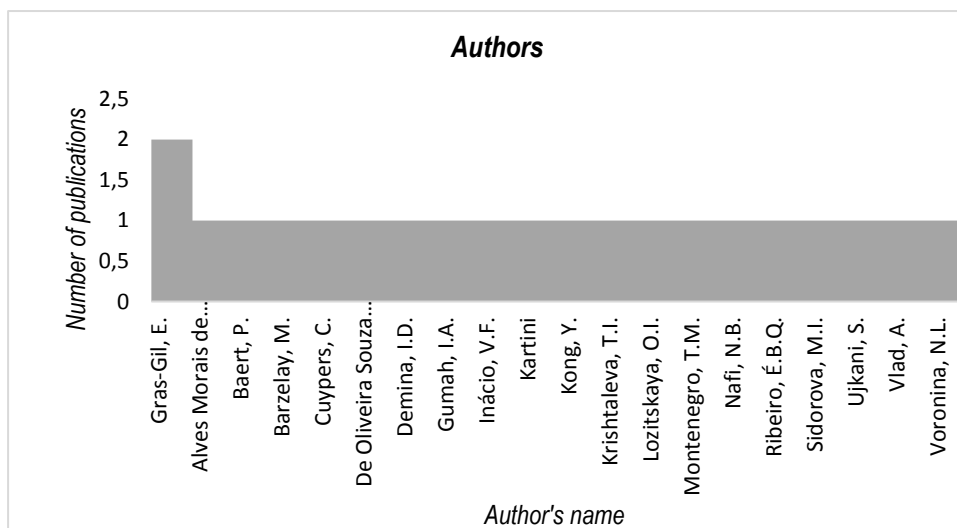 Authors
Number of publications
2,5
2
1,5
1
0,5
0
Gras-Gil, E.
Alves Morais de...
Baert, P.
Barzelay, M.
Cuypers, C.
De Oliveira Souza...
Demina, I.D.
Gumah, I.A.
Inácio, V.F.
Kartini
Kong, Y.
Krishtaleva, T.I.
Lozitskaya, O.I.
Montenegro, T.M.
Nafi, N.B.
Ribeiro, É.B.Q.
Sidorova, M.I.
Ujkani, S.
Vlad, A.
Voronina, N.L.
Author's name